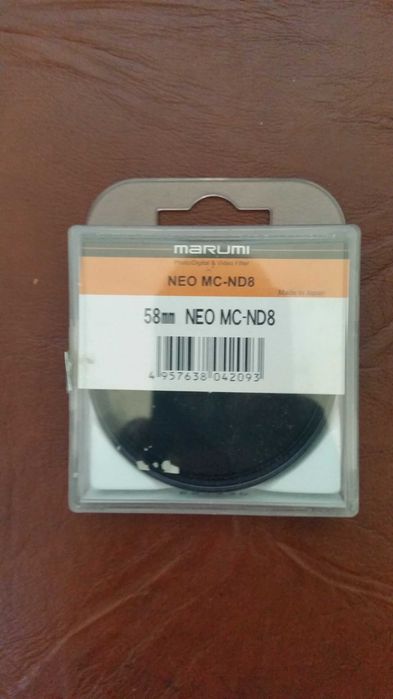 marumi
Photo/Digital & Video Filter
NEO MC-ND8
Made in Japan
58mm NEO MC-ND8
4 957638 042093